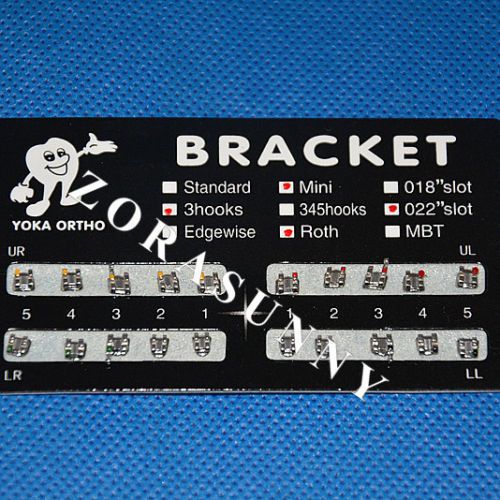 BRACKET
Standard Mini 018"slot
3hooks 345hooks 022"slot
Edgewise Roth MBT
YOKA ORTHO
UR UL
5 4 3 2 1 1 2 3 4 5
LR LL
ZORASUNNY